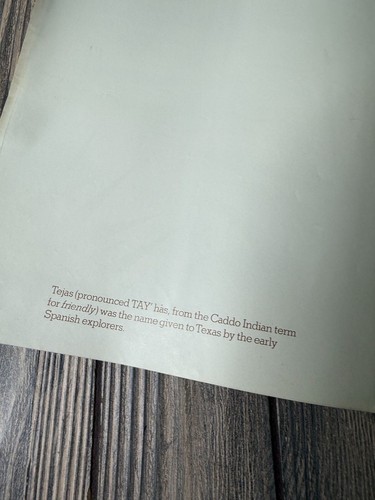 Tejas (pronounced TAY' has, from the Caddo Indian term
for friendly) was the name given to Texas by the early
Spanish explorers.